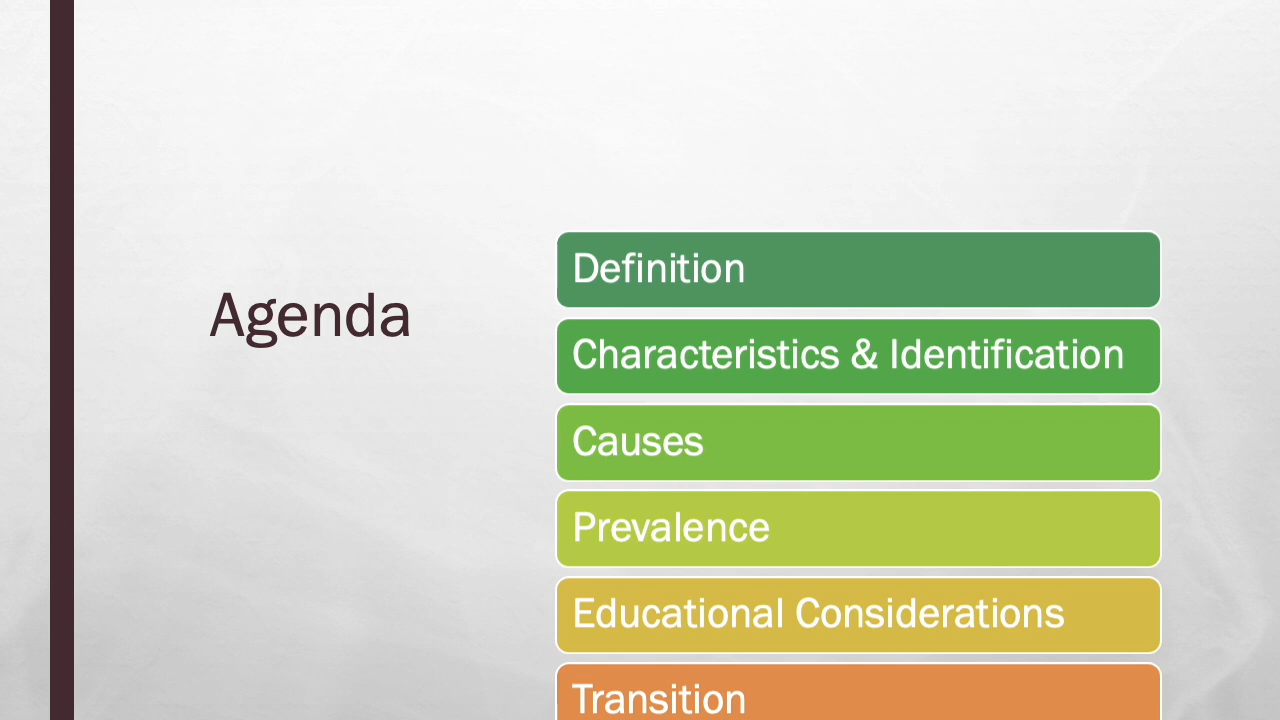 Agenda
Definition
Characteristics & Identification
Causes
Prevalence
Educational Considerations
Transition